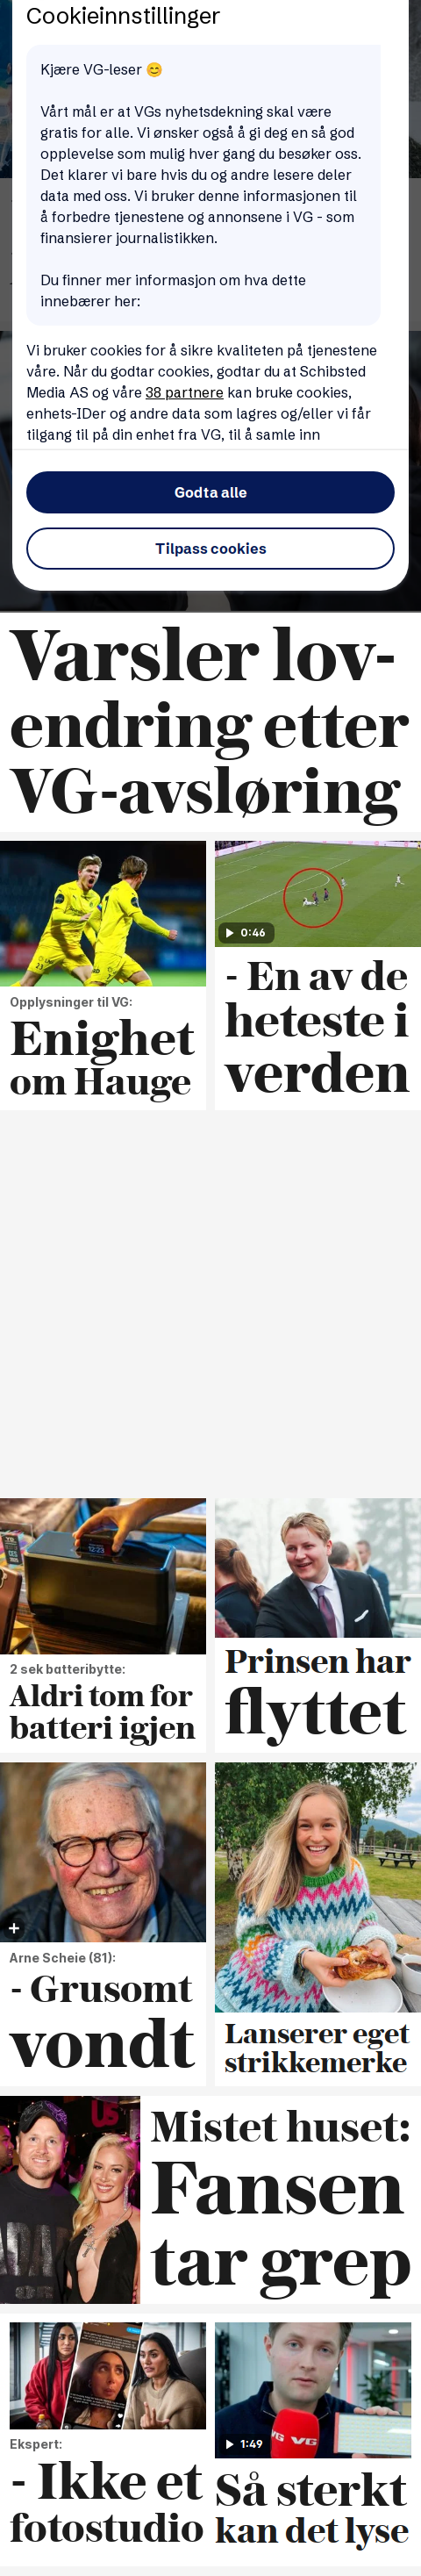 Cookieinnstillinger
Kjære VG-leser 😊
Vårt mål er at VGs nyhetsdekning skal være
gratis for alle. Vi ønsker også å gi deg en så god
opplevelse som mulig hver gang du besøker oss.
Det klarer vi bare hvis du og andre lesere deler
data med oss. Vi bruker denne informasjonen til
å forbedre tjenestene og annonsene i VG - som
finansierer journalistikken.
Du finner mer informasjon om hva dette
innebærer her:
Vi bruker cookies for å sikre kvaliteten på tjenestene
våre. Når du godtar cookies, godtar du at Schibsted
Media AS og våre 38 partnere kan bruke cookies,
enhets-IDer og andre data som lagres og/eller vi får
tilgang til på din enhet fra VG, til å samle inn
Godta alle
Tilpass cookies
Varsler lov-
endring etter
VG-avsløring
Opplysninger til VG:
Enighet
om Hauge
0:46
- En av de
heteste i
verden
12:23
2 sek batteribytte:
Aldri tom for
batteri igjen
Prinsen har
flyttet
Arne Scheie (81):
- Grusomt
vondt
Lanserer eget
strikkemerke
Mistet huset:
Fansen
tar grep
Ekspert:
- Ikke et
fotostudio
VG
VG
1:49
Så sterkt
kan det lyse